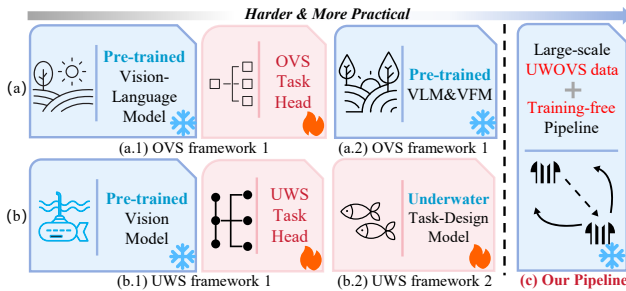 Harder & More Practical
(a)
Pre-trained
Vision-
Language
Model
OVS
Task
Head
Pre-trained
VLM&VFM
(a.1) OVS framework 1
(a.2) OVS framework 1
(b)
Pre-trained
Vision
Model
UWS
Task
Head
Underwater
Task-Design
Model
(b.1) UWS framework 1
(b.2) UWS framework 2
Large-scale
UWOVS data
+
Training-free
Pipeline
(c) Our Pipeline